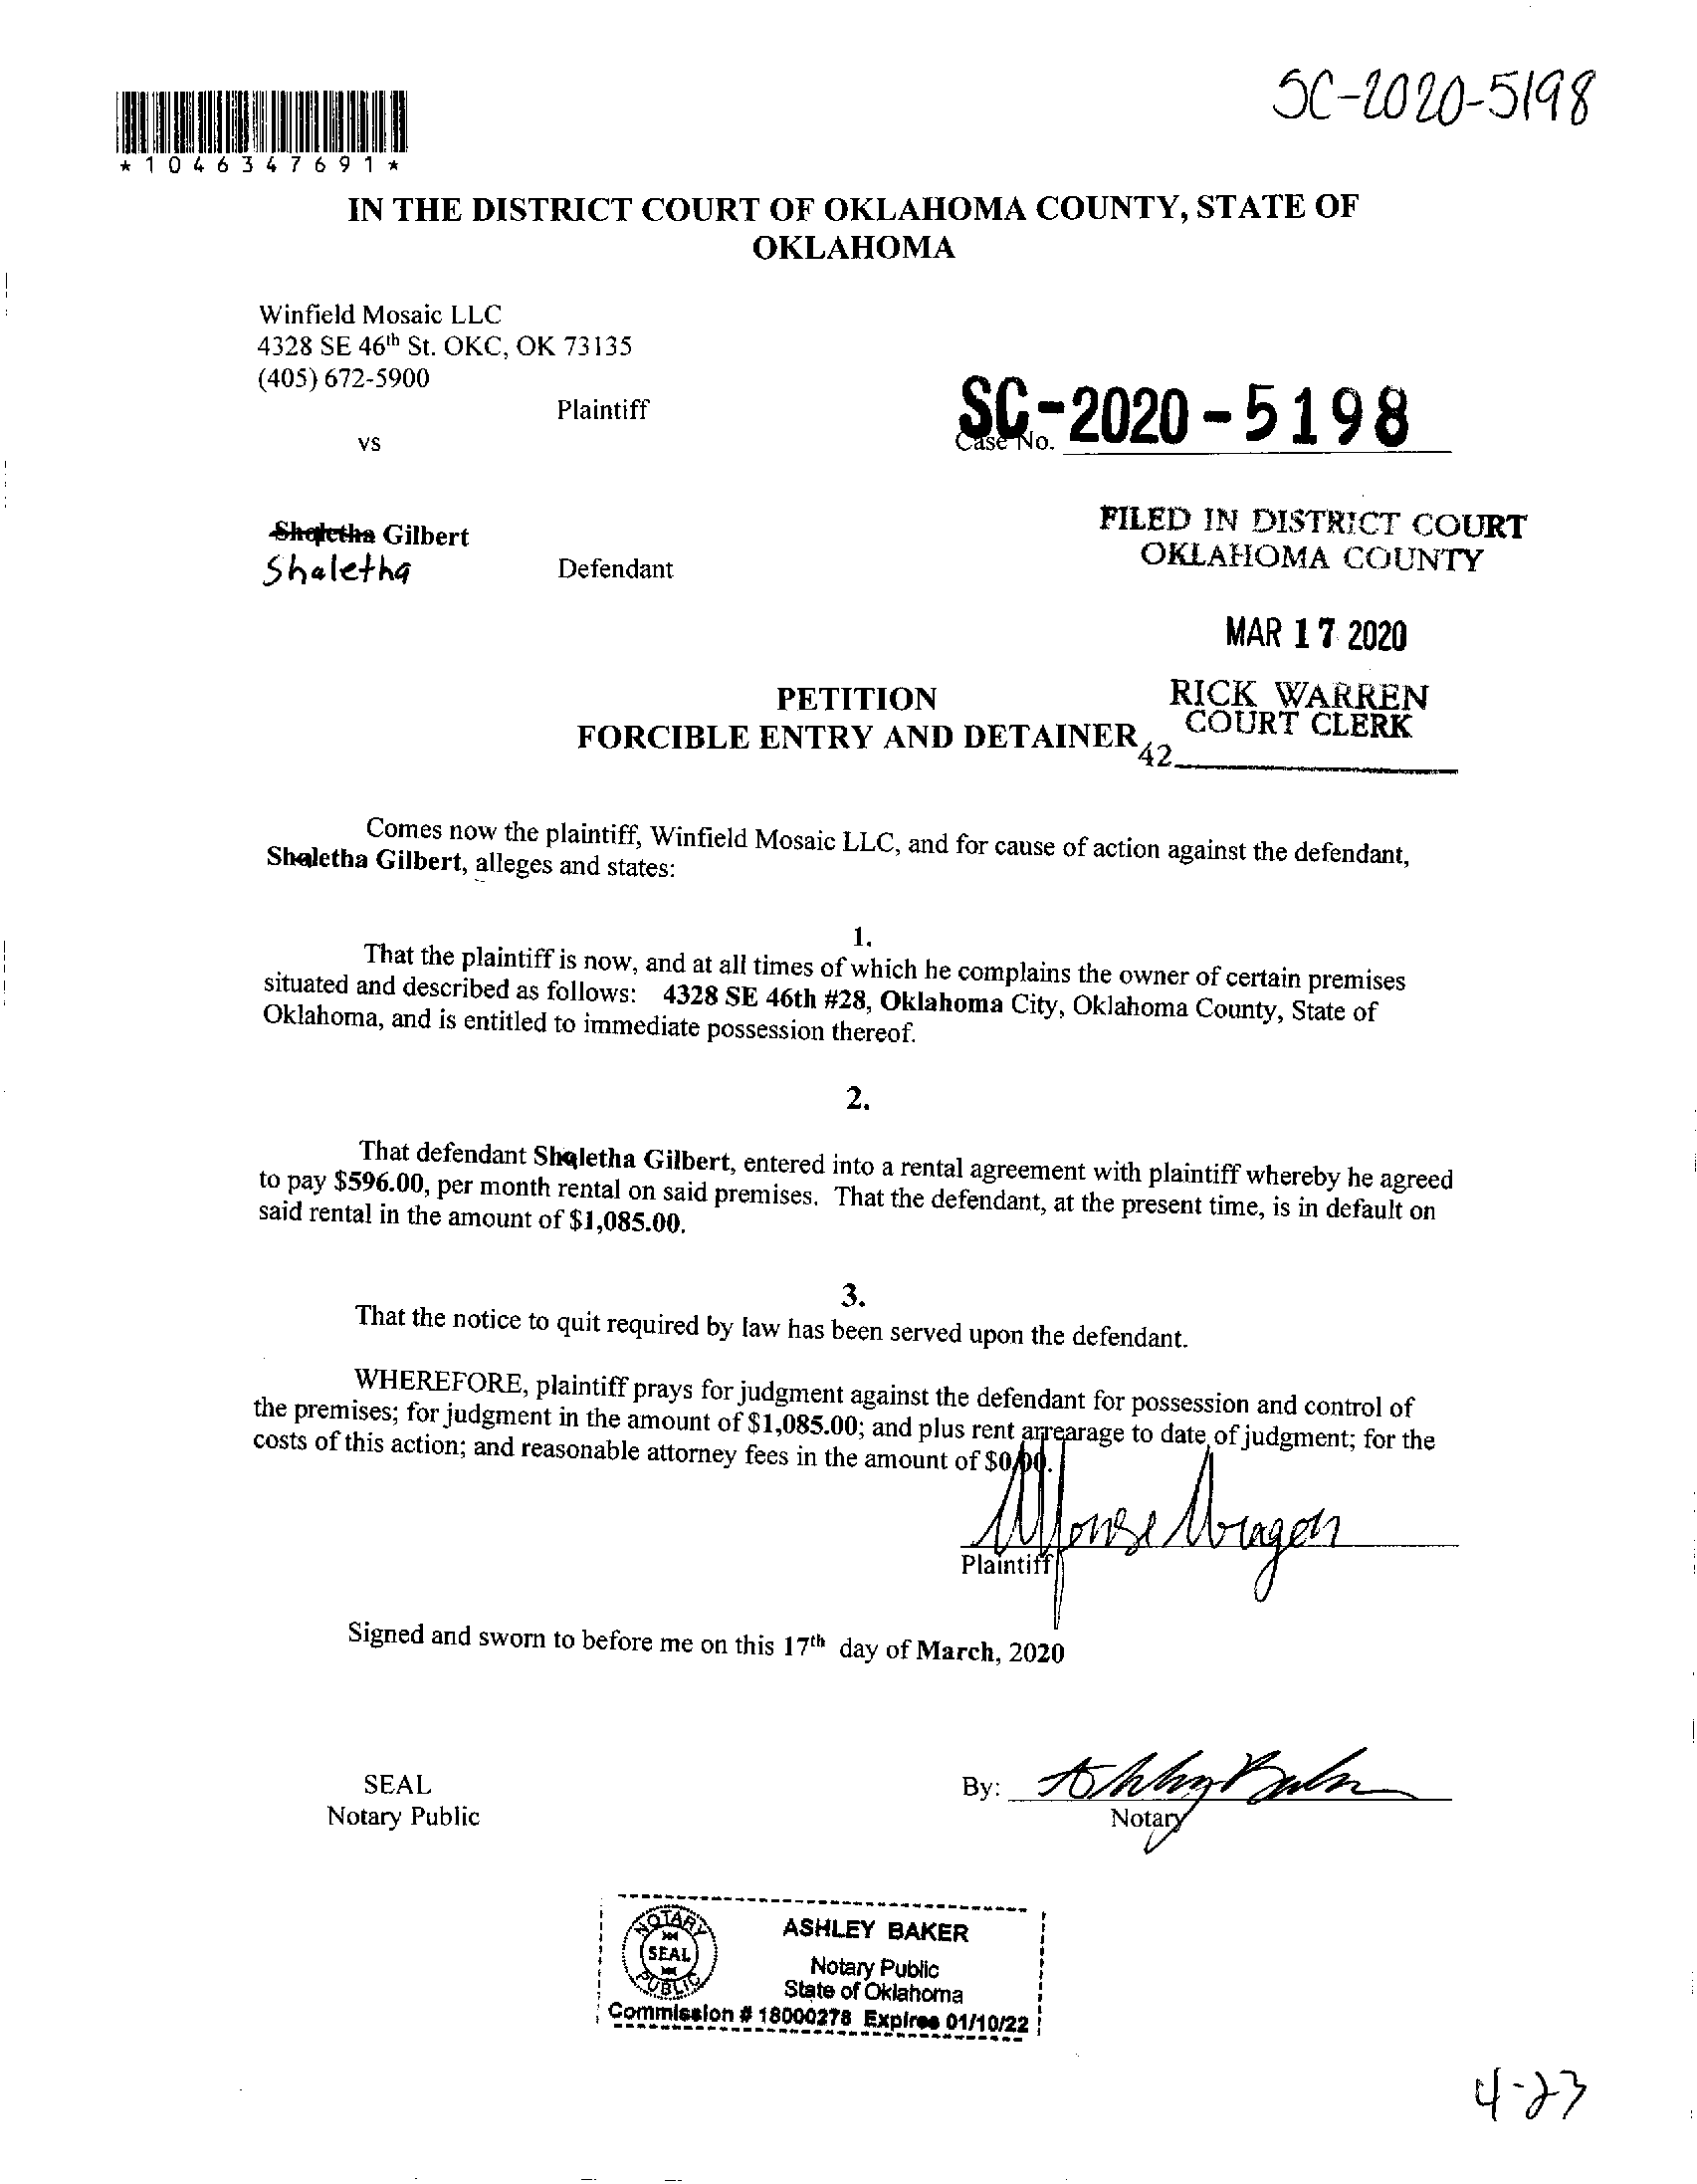 SC-2020-5198
*1046347691*
IN THE DISTRICT COURT OF OKLAHOMA COUNTY, STATE OF
OKLAHOMA
Winfield Mosaic LLC
4328 SE 46th St. OKC, OK 73135
(405) 672-5900
Plaintiff
vs
Case No. SC-2020-5198
Gilbert
Shaletha
Defendant
FILED IN DISTRICT COURT
OKLAHOMA COUNTY
MAR 17 2020
RICK WARREN
COURT CLERK
42
PETITION
FORCIBLE ENTRY AND DETAINER
Comes now the plaintiff, Winfield Mosaic LLC, and for cause of action against the defendant,
Shaletha Gilbert, alleges and states:
1.
That the plaintiff is now, and at all times of which he complains the owner of certain premises
situated and described as follows: 4328 SE 46th #28, Oklahoma City, Oklahoma County, State of
Oklahoma, and is entitled to immediate possession thereof.
2.
That defendant Shaletha Gilbert, entered into a rental agreement with plaintiff whereby he agreed
to pay $596.00, per month rental on said premises. That the defendant, at the present time, is in default on
said rental in the amount of $1,085.00.
3.
That the notice to quit required by law has been served upon the defendant.
WHEREFORE, plaintiff prays for judgment against the defendant for possession and control of
the premises; for judgment in the amount of $1,085.00; and plus rent arrearage to date of judgment; for the
costs of this action; and reasonable attorney fees in the amount of $0.00.
Alfonse Aragon
Plaintiff
Signed and sworn to before me on this 17th day of March, 2020
SEAL
Notary Public
By: Ashley Baker
Notary
NOTARY
SEAL
PUBLIC
ASHLEY BAKER
Notary Public
State of Oklahoma
Commission # 18000278 Expires 01/10/22
4-23